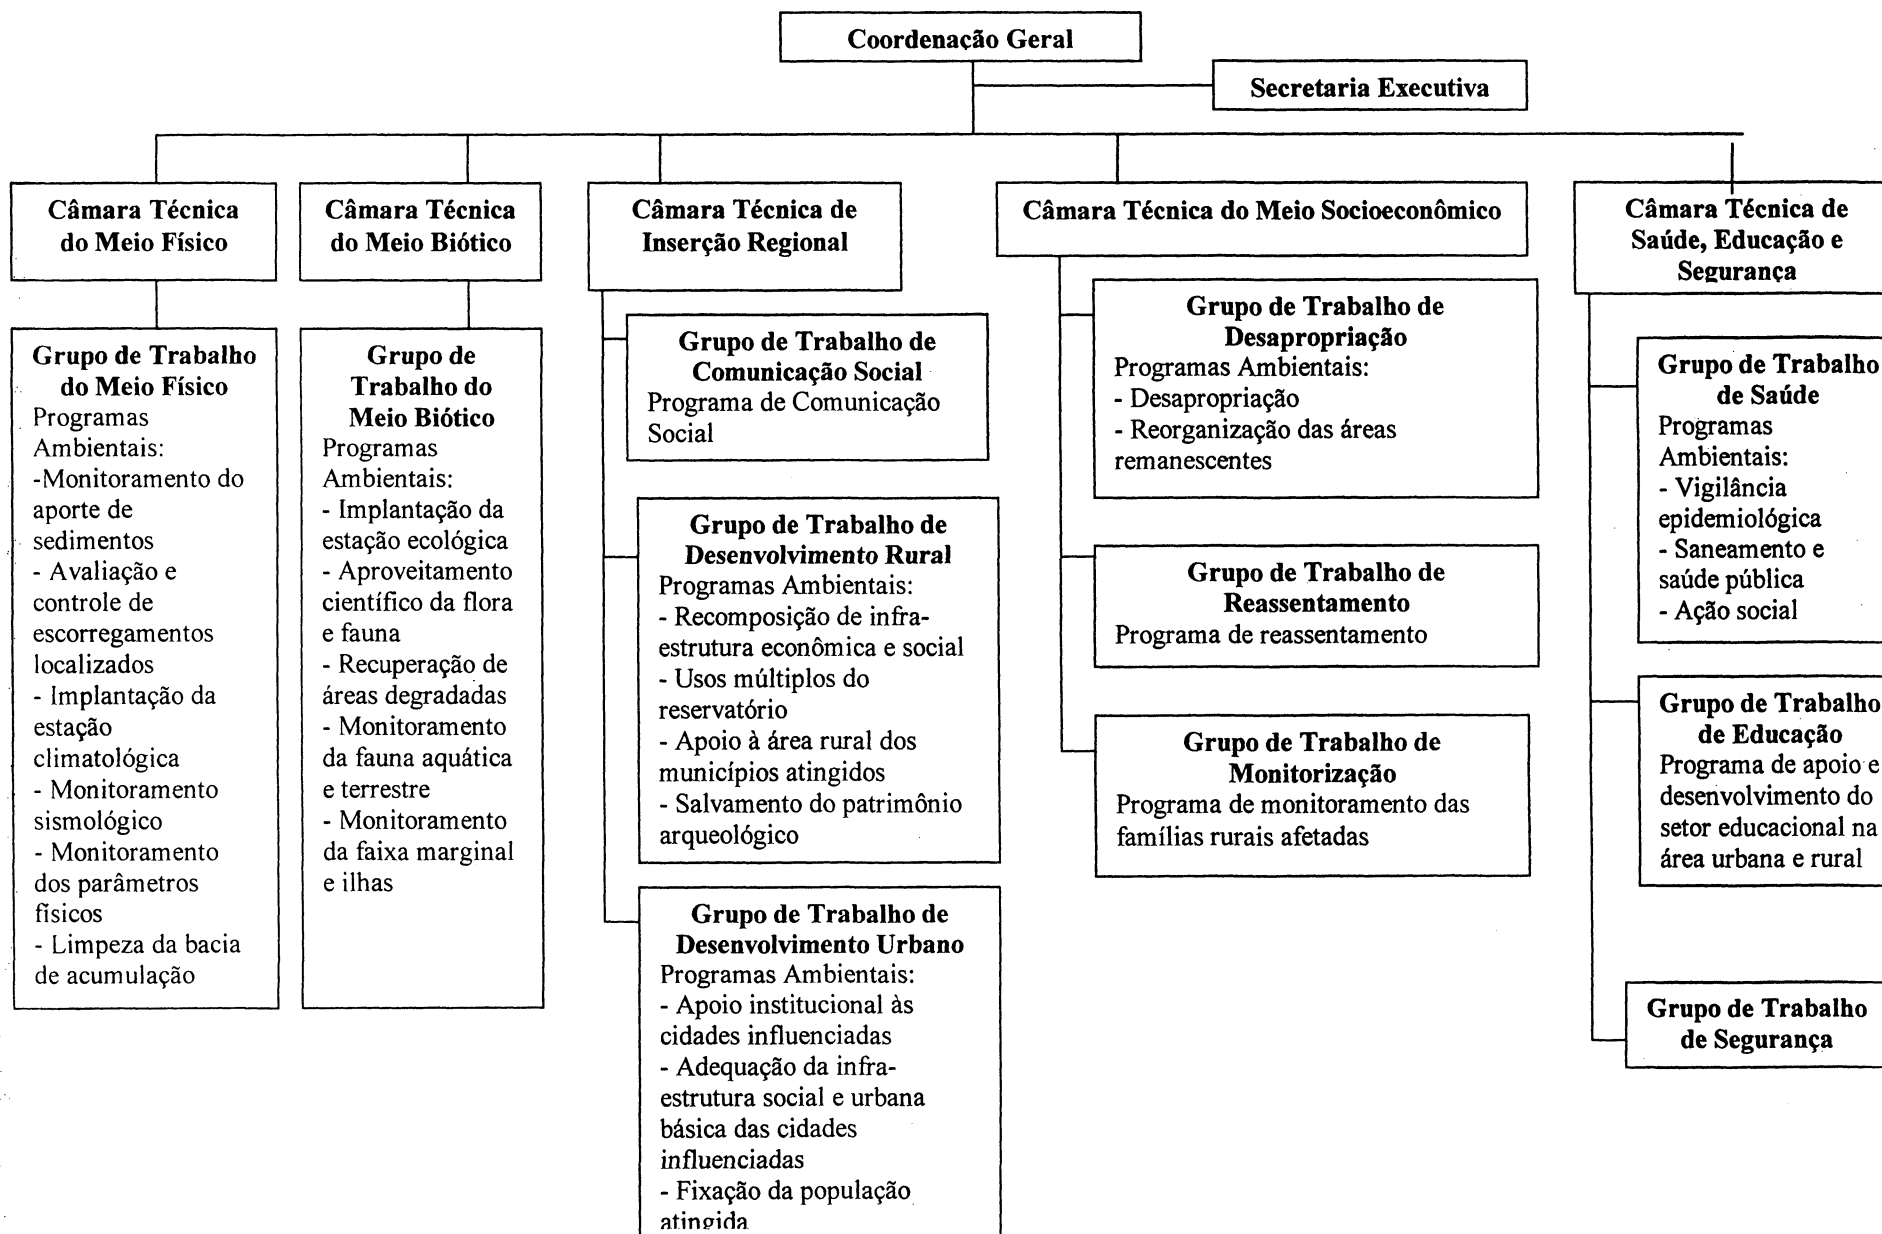 Coordenação Geral
Secretaria Executiva
Câmara Técnica
do Meio Físico
Câmara Técnica
do Meio Biótico
Câmara Técnica de
Inserção Regional
Câmara Técnica do Meio Socioeconômico
Câmara Técnica de
Saúde, Educação e
Segurança
Grupo de Trabalho
do Meio Físico
Programas
Ambientais:
-Monitoramento do
aporte de
sedimentos
- Avaliação e
controle de
escorregamentos
localizados
- Implantação da
estação
climatológica
- Monitoramento
sismológico
- Monitoramento
dos parâmetros
físicos
- Limpeza da bacia
de acumulação
Grupo de
Trabalho do
Meio Biótico
Programas
Ambientais:
- Implantação da
estação ecológica
- Aproveitamento
científico da flora
e fauna
- Recuperação de
áreas degradadas
- Monitoramento
da fauna aquática
e terrestre
- Monitoramento
da faixa marginal
e ilhas
Grupo de Trabalho de
Comunicação Social
Programa de Comunicação
Social
Grupo de Trabalho de
Desenvolvimento Rural
Programas Ambientais:
- Recomposição de infra-
estrutura econômica e social
- Usos múltiplos do
reservatório
- Apoio à área rural dos
municípios atingidos
- Salvamento do patrimônio
arqueológico
Grupo de Trabalho de
Desenvolvimento Urbano
Programas Ambientais:
- Apoio institucional às
cidades influenciadas
- Adequação da infra-
estrutura social e urbana
básica das cidades
influenciadas
- Fixação da população
atingida
Grupo de Trabalho de
Desapropriação
Programas Ambientais:
- Desapropriação
- Reorganização das áreas
remanescentes
Grupo de Trabalho de
Reassentamento
Programa de reassentamento
Grupo de Trabalho de
Monitorização
Programa de monitoramento das
famílias rurais afetadas
Grupo de Trabalho
de Saúde
Programas
Ambientais:
- Vigilância
epidemiológica
- Saneamento e
saúde pública
- Ação social
Grupo de Trabalho
de Educação
Programa de apoio e
desenvolvimento do
setor educacional na
área urbana e rural
Grupo de Trabalho
de Segurança